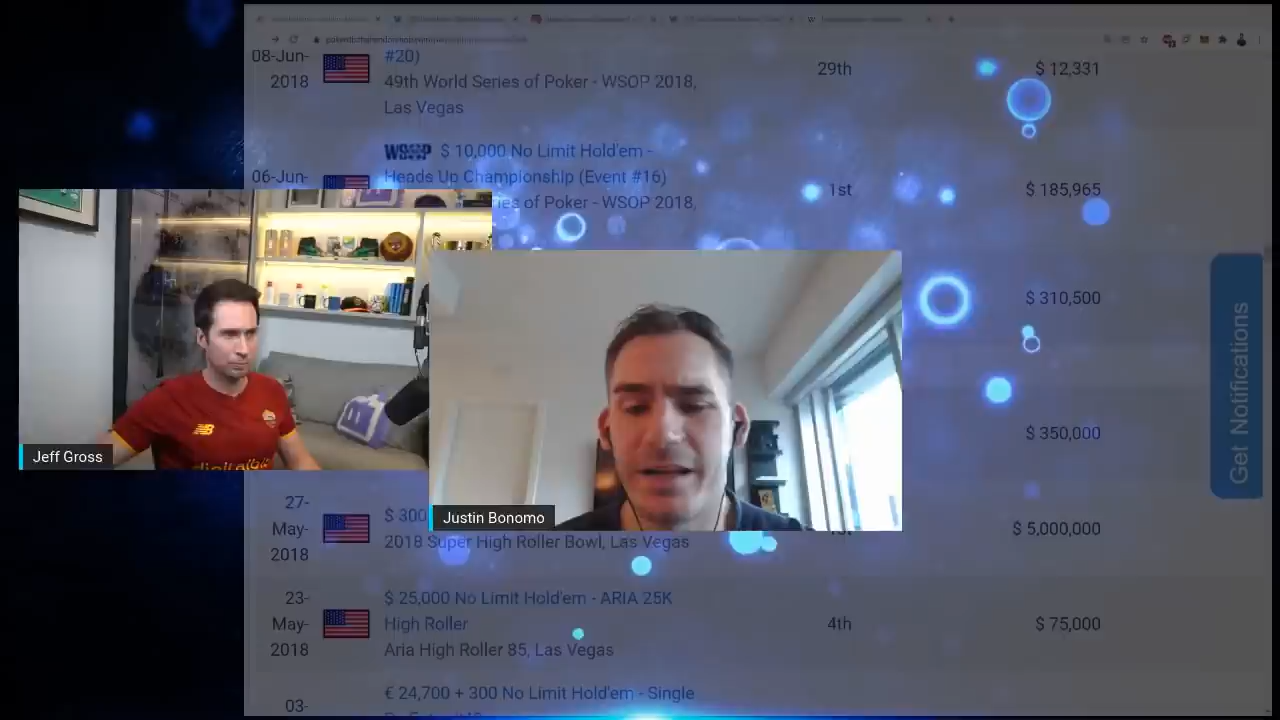 08-Jun-
2018
#20)
49th World Series of Poker - WSOP 2018,
Las Vegas
29th
$ 12,331
06-Jun-
WSOP $ 10,000 No Limit Hold'em -
Heads Up Championship (Event #16)
ies of Poker - WSOP 2018,
1st
$ 185,965
$ 310,500
$ 350,000
NB
Jeff Gross
Justin Bonomo
Get Notifications
27-
May-
2018
$ 300
2018 Super High Roller Bowl, Las Vegas
$ 5,000,000
23-
May-
2018
$ 25,000 No Limit Hold'em - ARIA 25K
High Roller
Aria High Roller 85, Las Vegas
4th
$ 75,000
03-
€ 24,700 + 300 No Limit Hold'em - Single